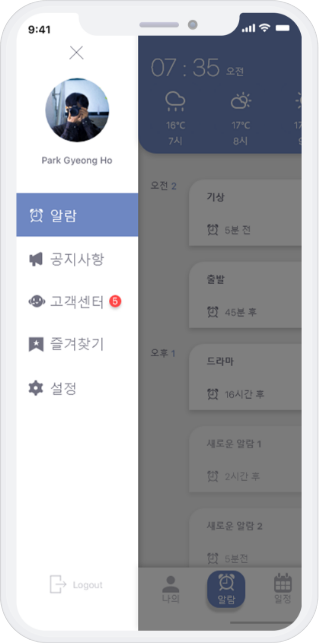 9:41
Park Gyeong Ho
알람
공지사항
고객센터 5
즐겨찾기
설정
Logout
07 : 35 오전
16°C 17°C
7시 8시
오전 2
기상
5분 전
출발
45분 후
오후 1
드라마
16시간 후
새로운 알람 1
2시간 후
새로운 알람 2
5분전
나의 알람 일정